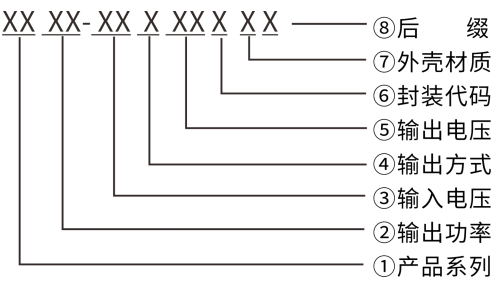 XX XX-XX X XX X X X
⑧后 缀
⑦外壳材质
⑥封装代码
⑤输出电压
④输出方式
③输入电压
②输出功率
①产品系列